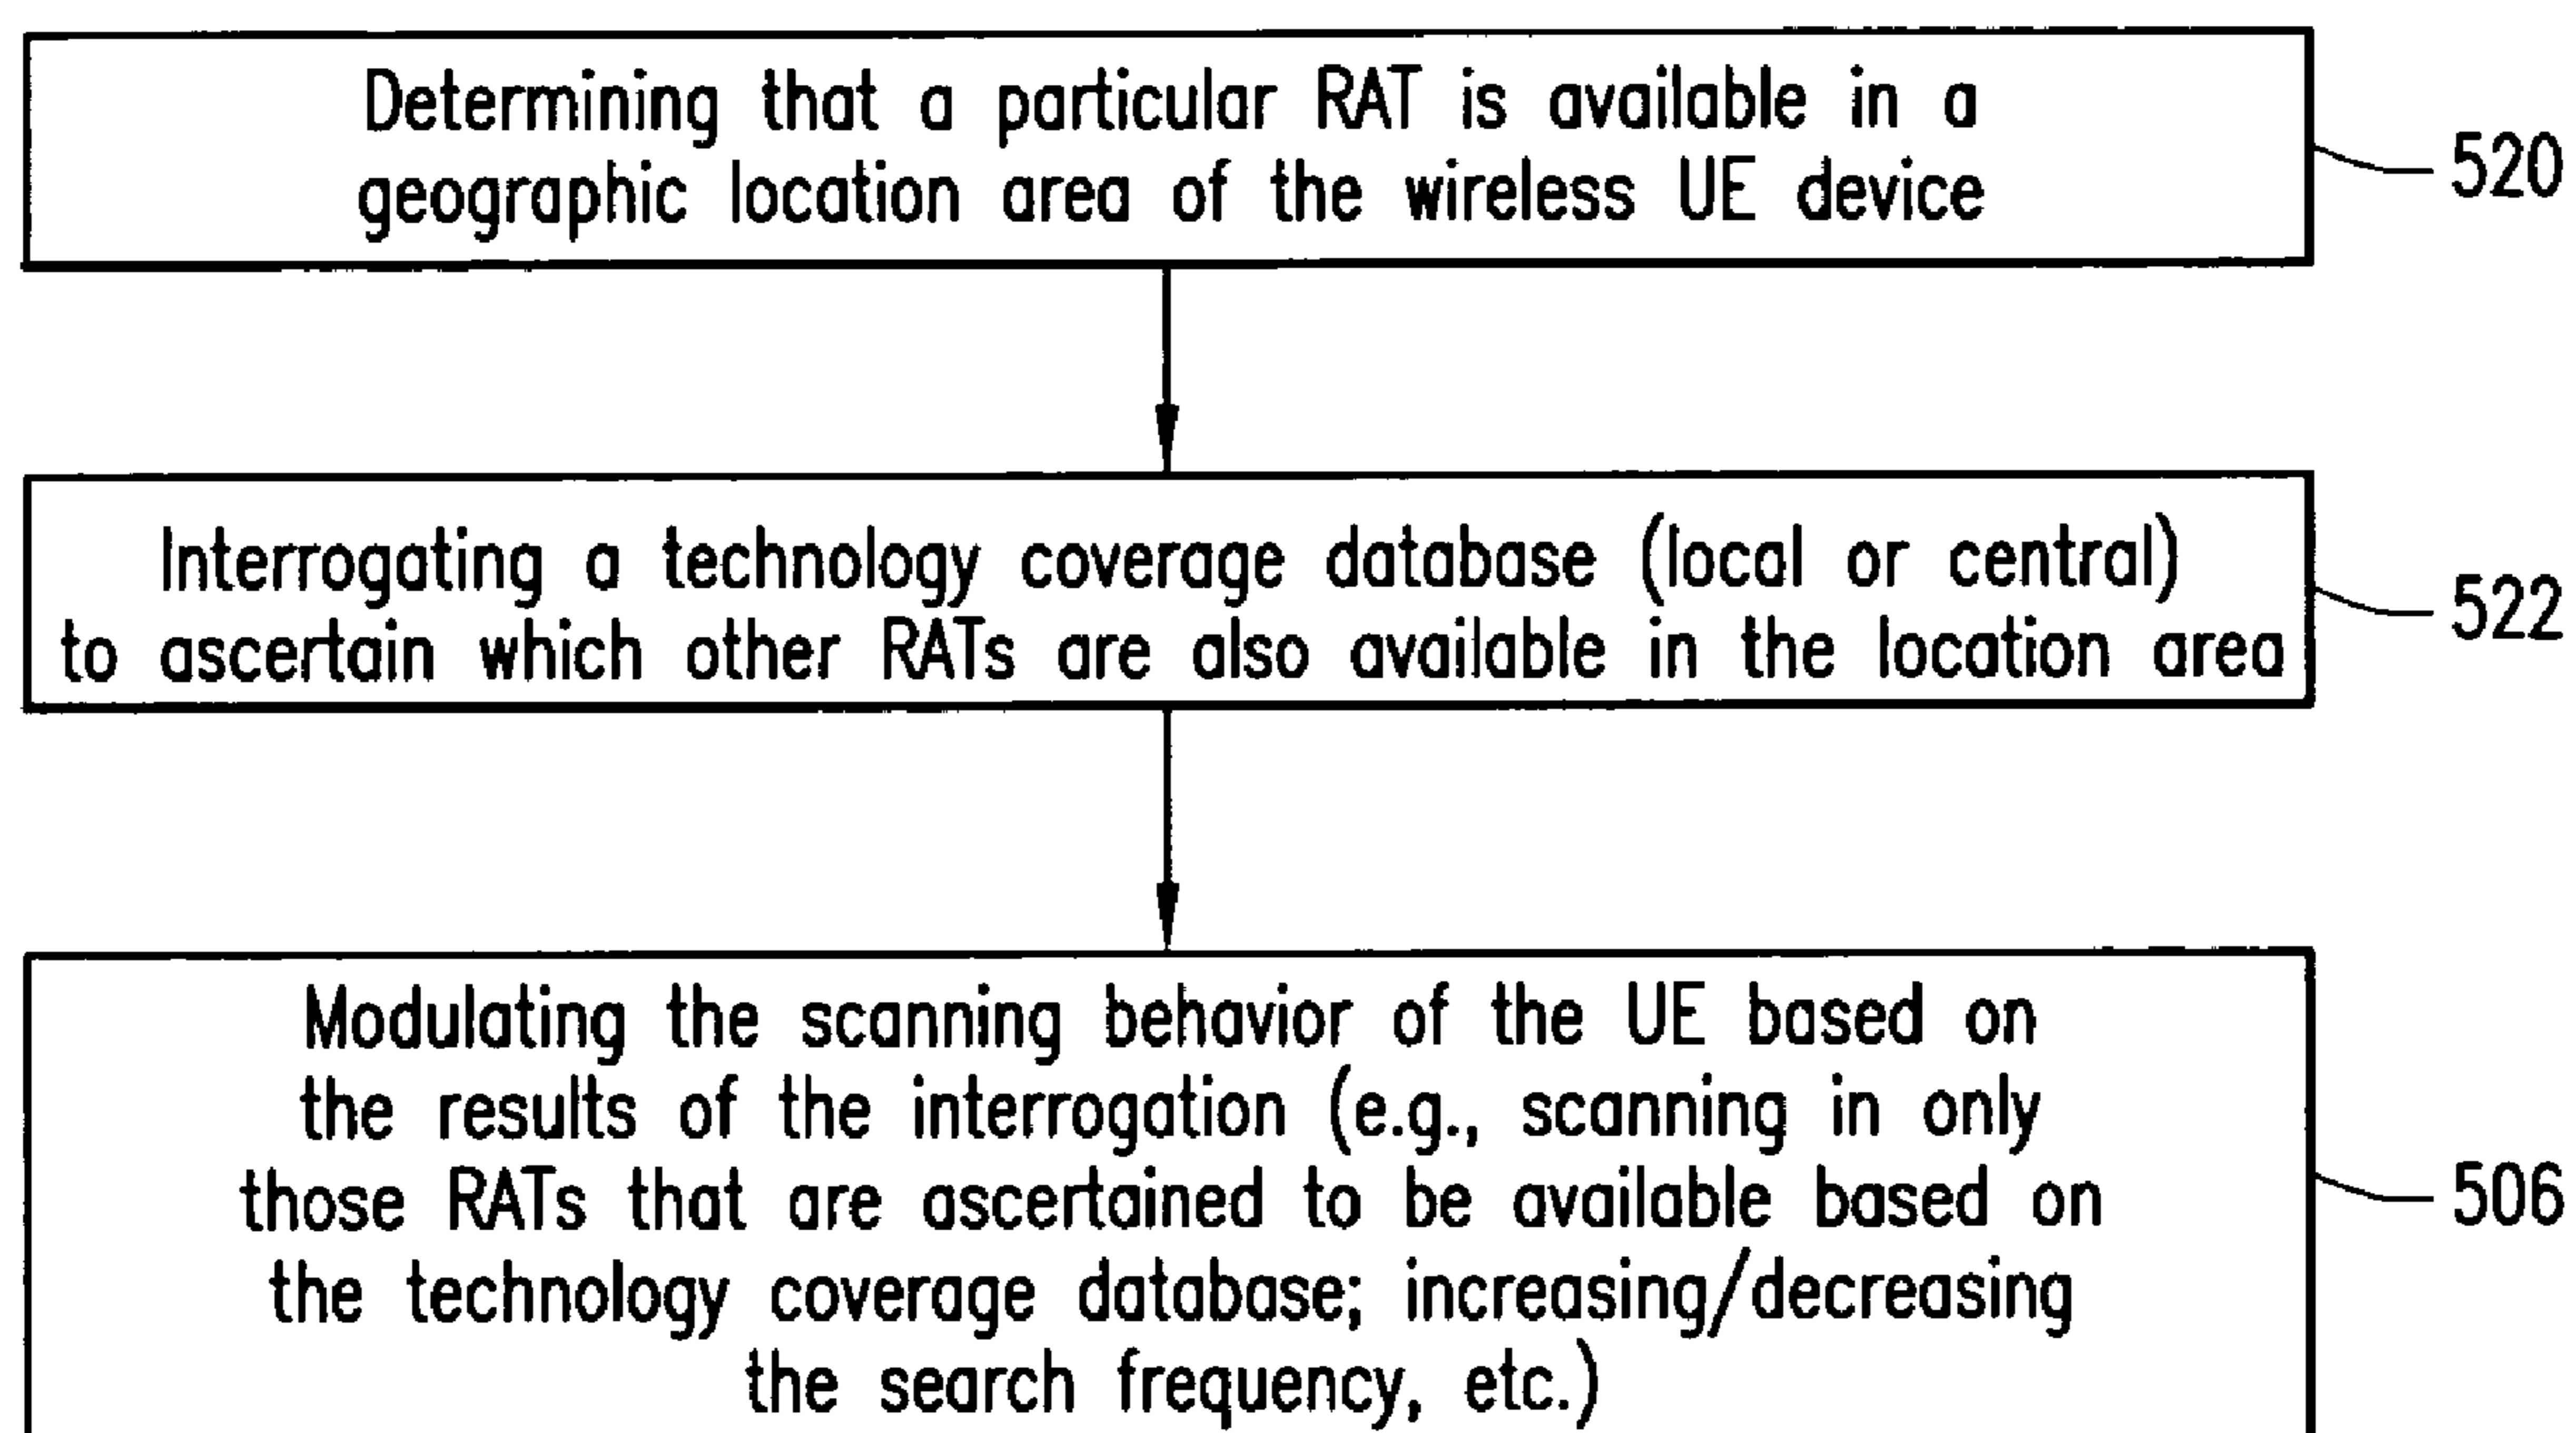 Determining that a particular RAT is available in a
geographic location area of the wireless UE device
520
Interrogating a technology coverage database (local or central)
to ascertain which other RATs are also available in the location area
522
Modulating the scanning behavior of the UE based on
the results of the interrogation (e.g., scanning in only
those RATs that are ascertained to be available based on
the technology coverage database; increasing/decreasing
the search frequency, etc.)
506